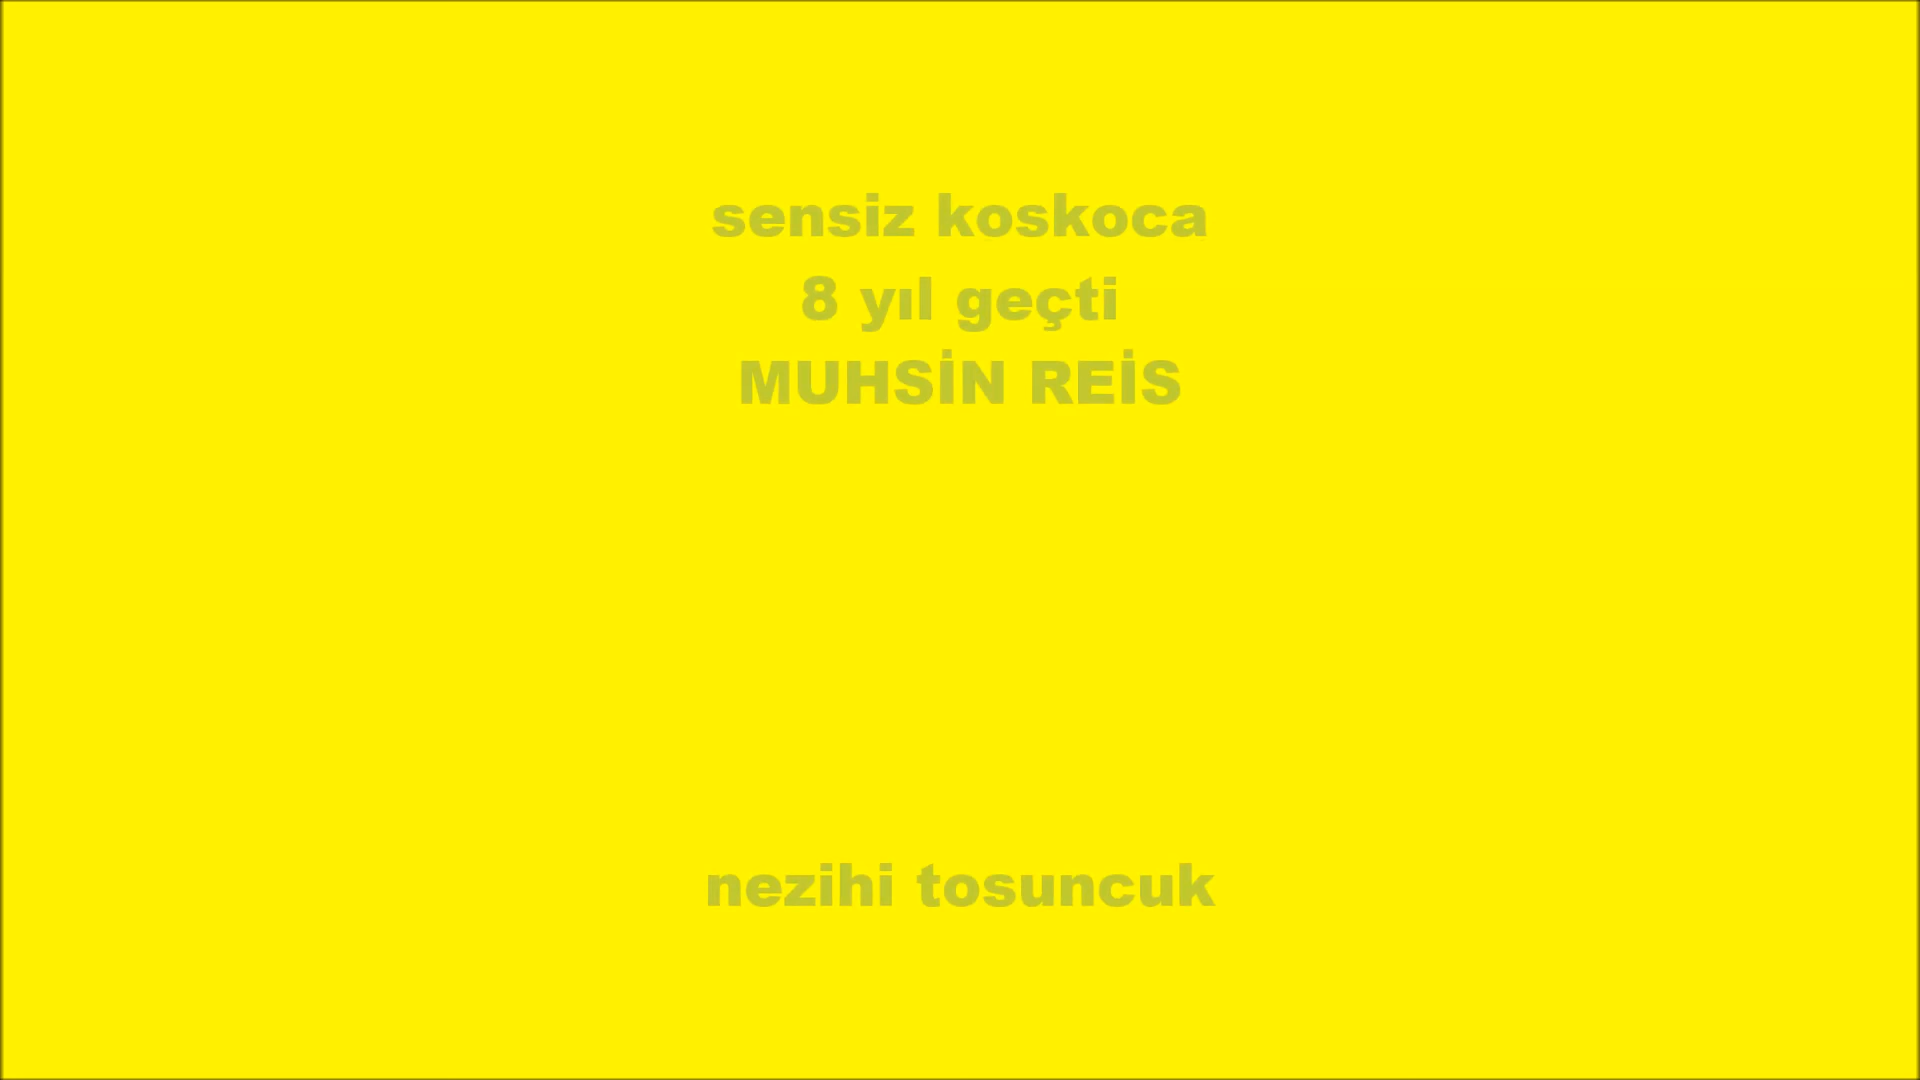 sensiz koskoca
8 yıl geçti
MUHSİN REİS
nezihi tosuncuk